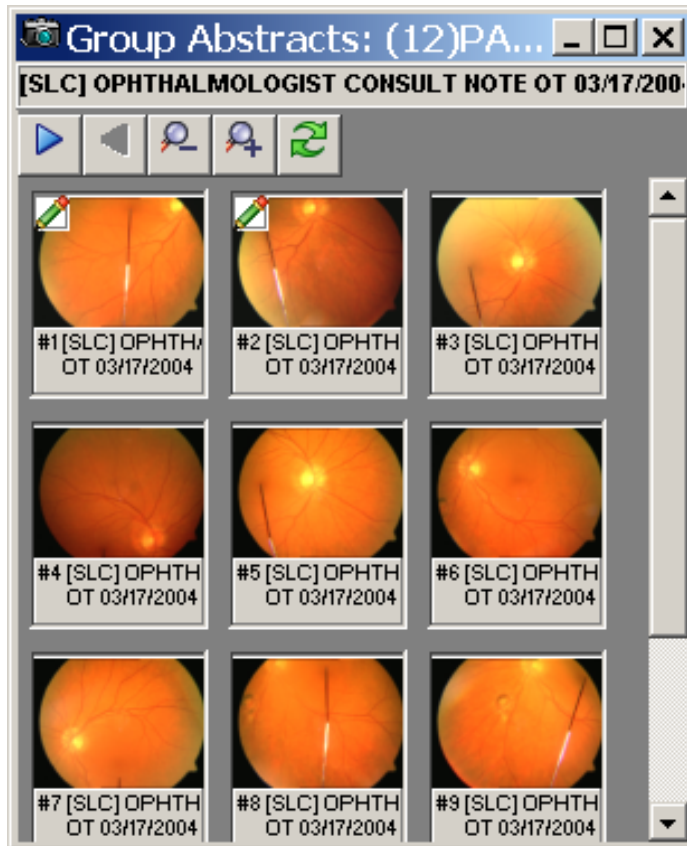 Group Abstracts: (12)PA...
[SLC] OPHTHALMOLOGIST CONSULT NOTE OT 03/17/200
#1 [SLC] OPHTH
OT 03/17/2004
#2 [SLC] OPHTH
OT 03/17/2004
#3 [SLC] OPHTH
OT 03/17/2004
#4 [SLC] OPHTH
OT 03/17/2004
#5 [SLC] OPHTH
OT 03/17/2004
#6 [SLC] OPHTH
OT 03/17/2004
#7 [SLC] OPHTH
OT 03/17/2004
#8 [SLC] OPHTH
OT 03/17/2004
#9 [SLC] OPHTH
OT 03/17/2004